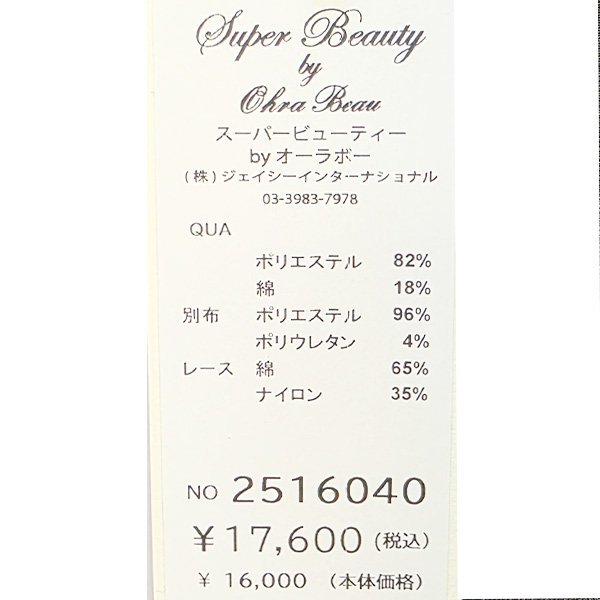 Super Beauty
by
Ohra Beau
スーパービューティー
by オーラボー
(株)ジェイシーインターナショナル
03-3983-7978
QUA
ポリエステル 82%
綿 18%
別布 ポリエステル 96%
ポリウレタン 4%
レース 綿 65%
ナイロン 35%
NO 2516040
¥17,600(税込)
¥ 16,000 (本体価格)